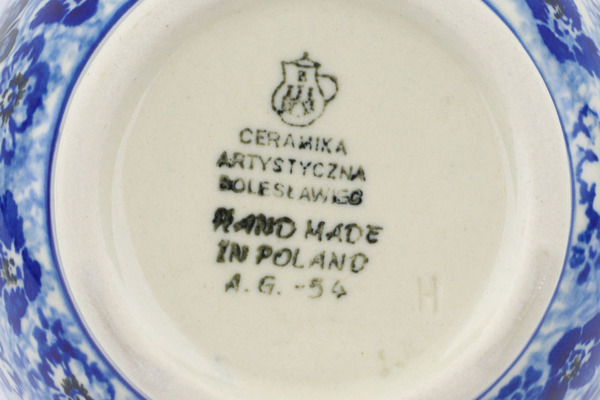 CERAMIKA
ARTYSTYCZNA
BOLESŁAWIEC
HAND MADE
IN POLAND
A.G. -54
H